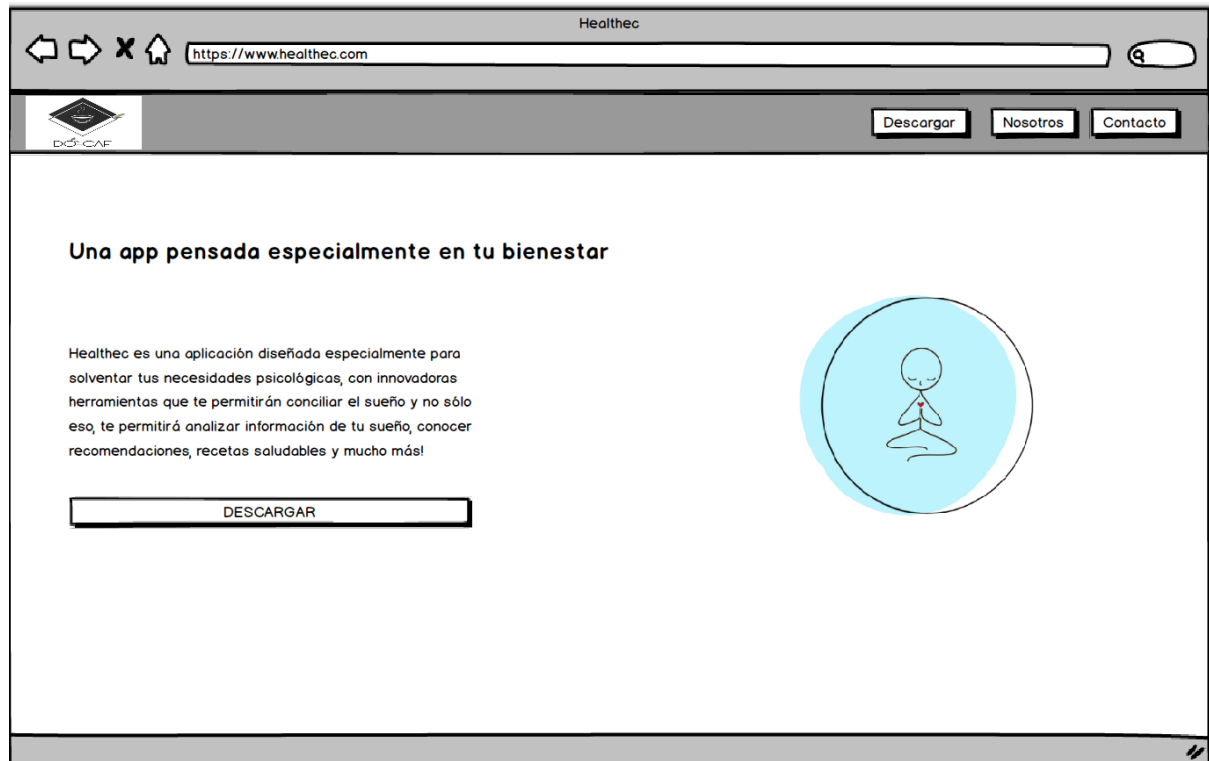 Healthec
https://www.healthec.com
DÓ-CAF
Descargar
Nosotros
Contacto
Una app pensada especialmente en tu bienestar
Healthec es una aplicación diseñada especialmente para
solventar tus necesidades psicológicas, con innovadoras
herramientas que te permitirán conciliar el sueño y no sólo
eso, te permitirá analizar información de tu sueño, conocer
recomendaciones, recetas saludables y mucho más!
DESCARGAR